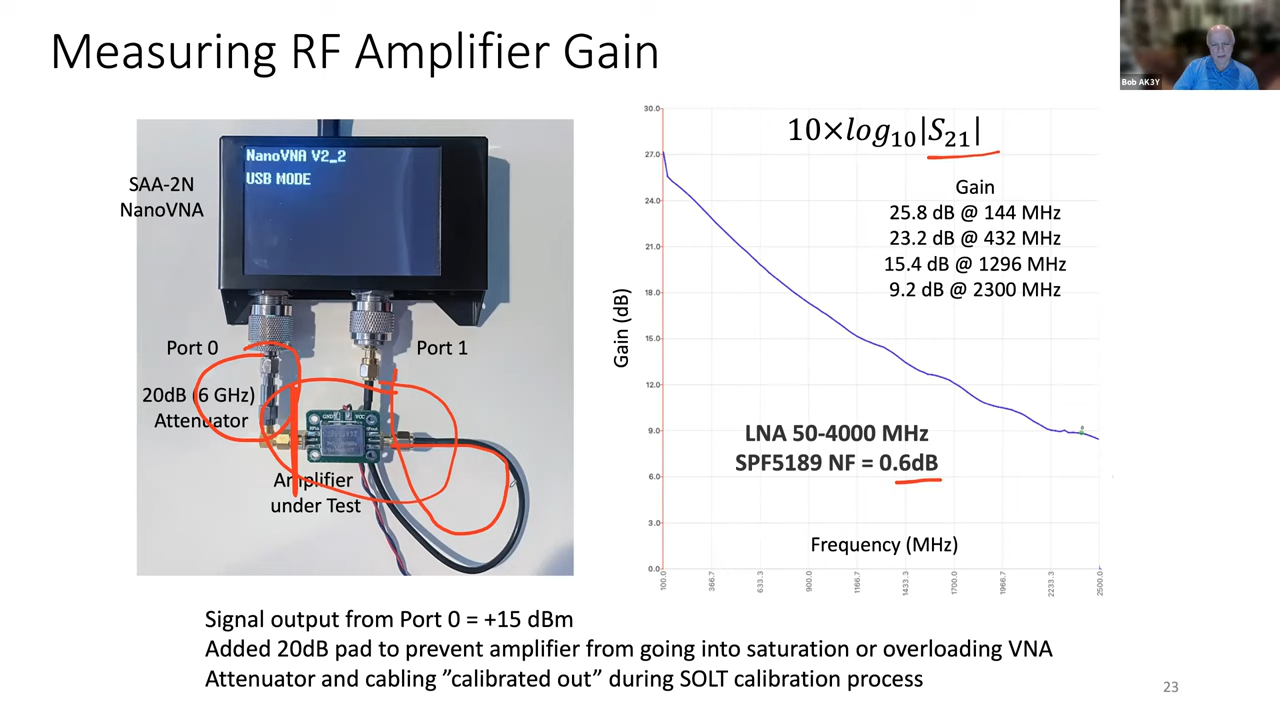 Measuring RF Amplifier Gain
Bob AK3Y
NanoVNA V2_2
USB MODE
SAA-2N
NanoVNA
Port 0
Port 1
20dB (6 GHz)
Attenuator
GND
VCC
Amplifier
under Test
10×log10|S21|
Gain
25.8 dB @ 144 MHz
23.2 dB @ 432 MHz
15.4 dB @ 1296 MHz
9.2 dB @ 2300 MHz
LNA 50-4000 MHz
SPF5189 NF = 0.6dB
Gain (dB)
30.0
27.0
24.0
21.0
18.0
15.0
12.0
9.0
6.0
3.0
0.0
Frequency (MHz)
100.0
366.7
633.3
900.0
1166.7
1433.3
1700.0
1966.7
2233.3
2500.0
Signal output from Port 0 = +15 dBm
Added 20dB pad to prevent amplifier from going into saturation or overloading VNA
Attenuator and cabling ”calibrated out” during SOLT calibration process
23